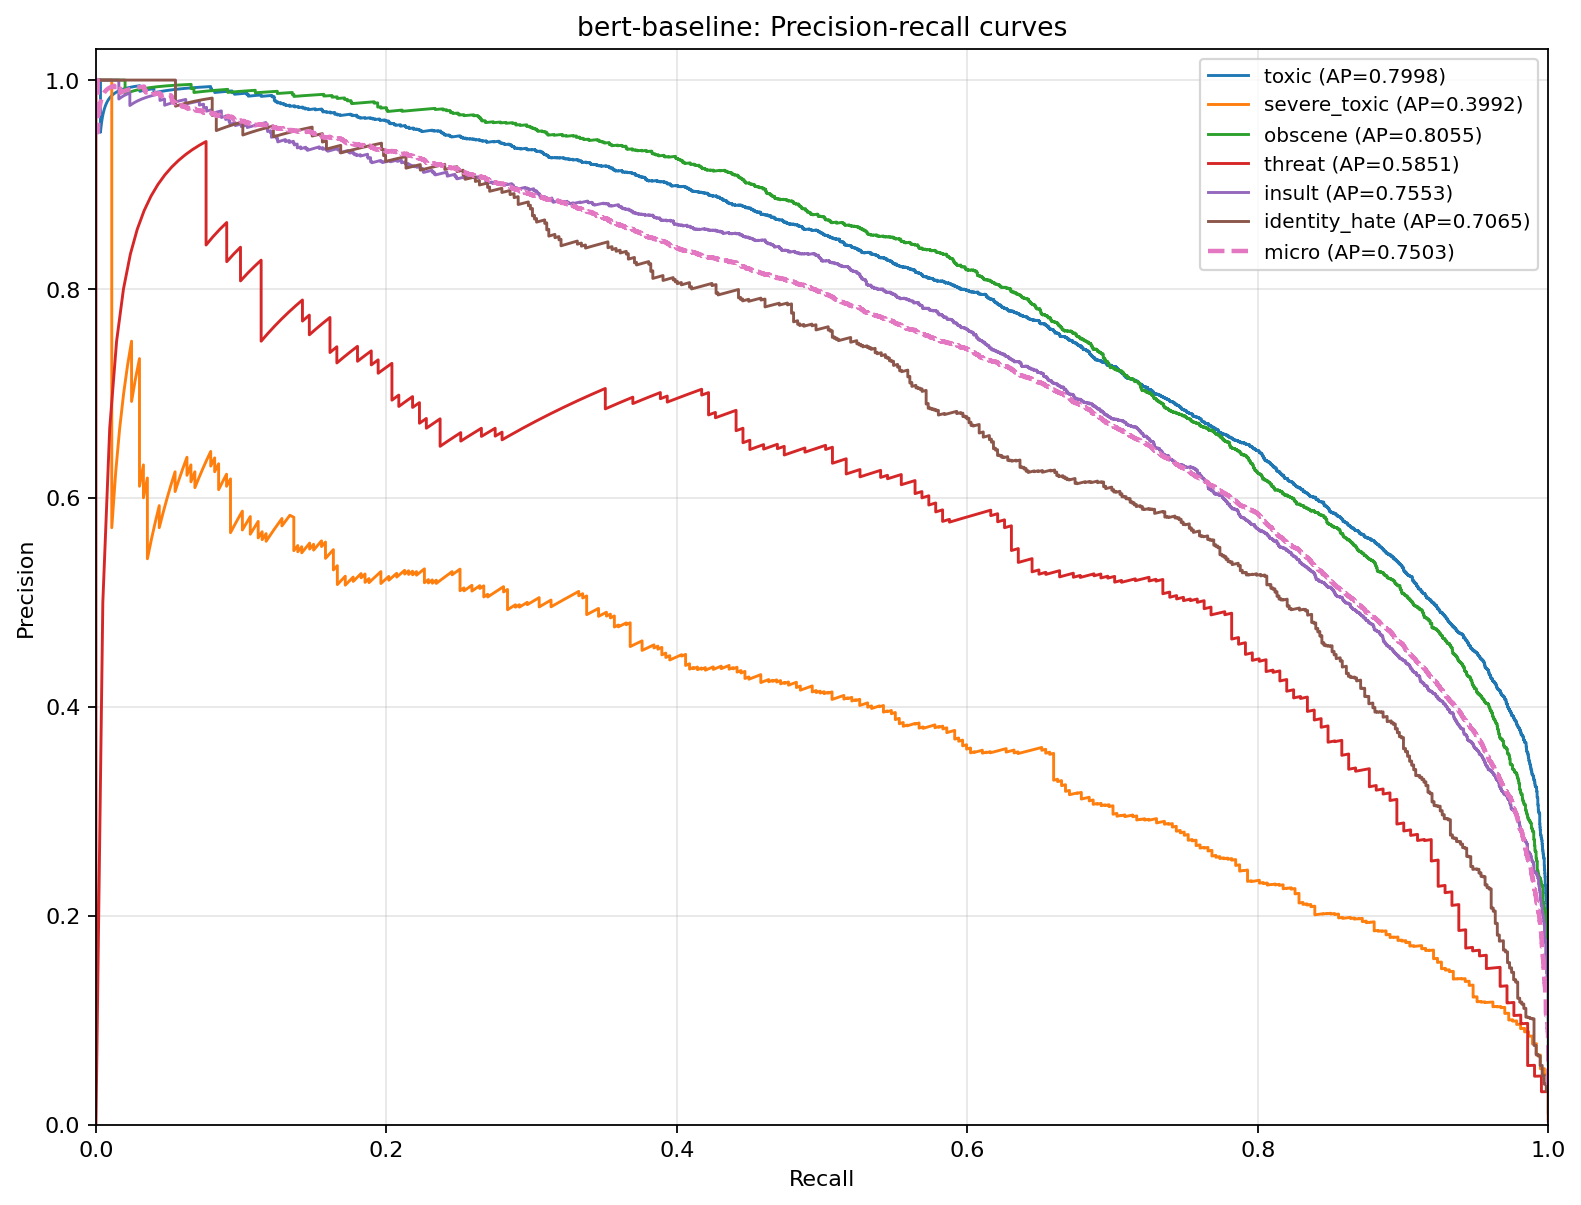 bert-baseline: Precision-recall curves
toxic (AP=0.7998)
severe_toxic (AP=0.3992)
obscene (AP=0.8055)
threat (AP=0.5851)
insult (AP=0.7553)
identity_hate (AP=0.7065)
micro (AP=0.7503)
1.0
0.8
0.6
0.4
0.2
0.0
Precision
0.0 0.2 0.4 0.6 0.8 1.0
Recall